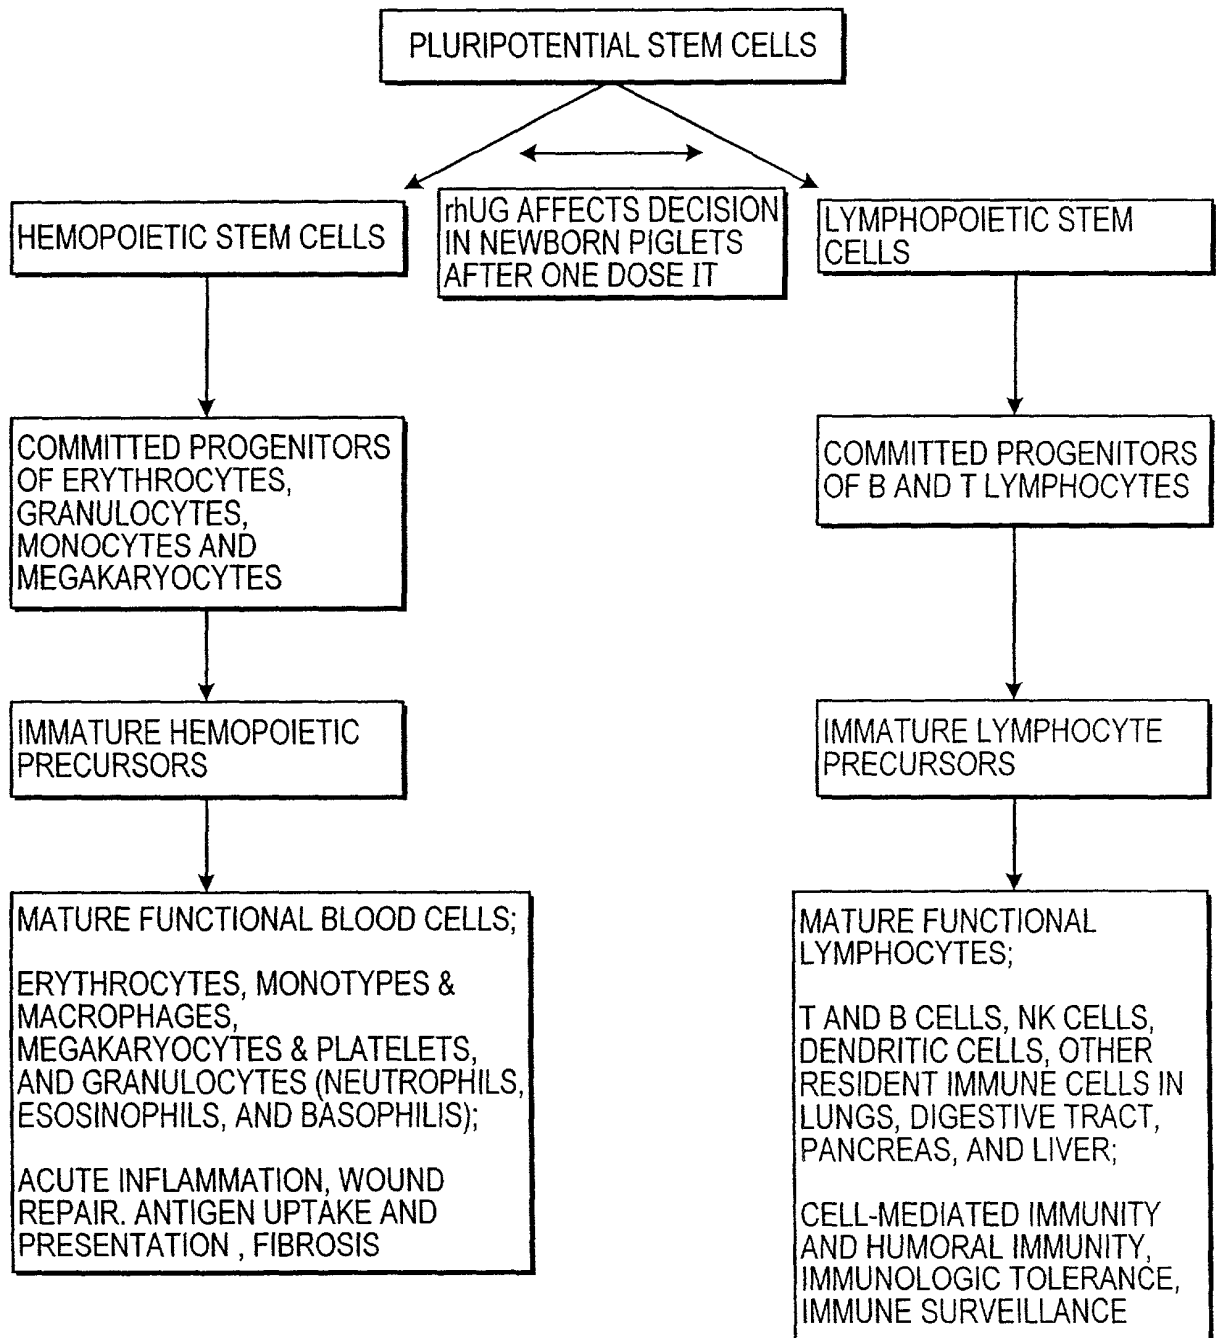 PLURIPOTENTIAL STEM CELLS
rhUG AFFECTS DECISION
IN NEWBORN PIGLETS
AFTER ONE DOSE IT
HEMOPOIETIC STEM CELLS
LYMPHOPOIETIC STEM
CELLS
COMMITTED PROGENITORS
OF ERYTHROCYTES,
GRANULOCYTES,
MONOCYTES AND
MEGAKARYOCYTES
COMMITTED PROGENITORS
OF B AND T LYMPHOCYTES
IMMATURE HEMOPOIETIC
PRECURSORS
IMMATURE LYMPHOCYTE
PRECURSORS
MATURE FUNCTIONAL BLOOD CELLS;
ERYTHROCYTES, MONOTYPES &
MACROPHAGES,
MEGAKARYOCYTES & PLATELETS,
AND GRANULOCYTES (NEUTROPHILS,
ESOSINOPHILS, AND BASOPHILIS);
ACUTE INFLAMMATION, WOUND
REPAIR. ANTIGEN UPTAKE AND
PRESENTATION , FIBROSIS
MATURE FUNCTIONAL
LYMPHOCYTES;
T AND B CELLS, NK CELLS,
DENDRITIC CELLS, OTHER
RESIDENT IMMUNE CELLS IN
LUNGS, DIGESTIVE TRACT,
PANCREAS, AND LIVER;
CELL-MEDIATED IMMUNITY
AND HUMORAL IMMUNITY,
IMMUNOLOGIC TOLERANCE,
IMMUNE SURVEILLANCE